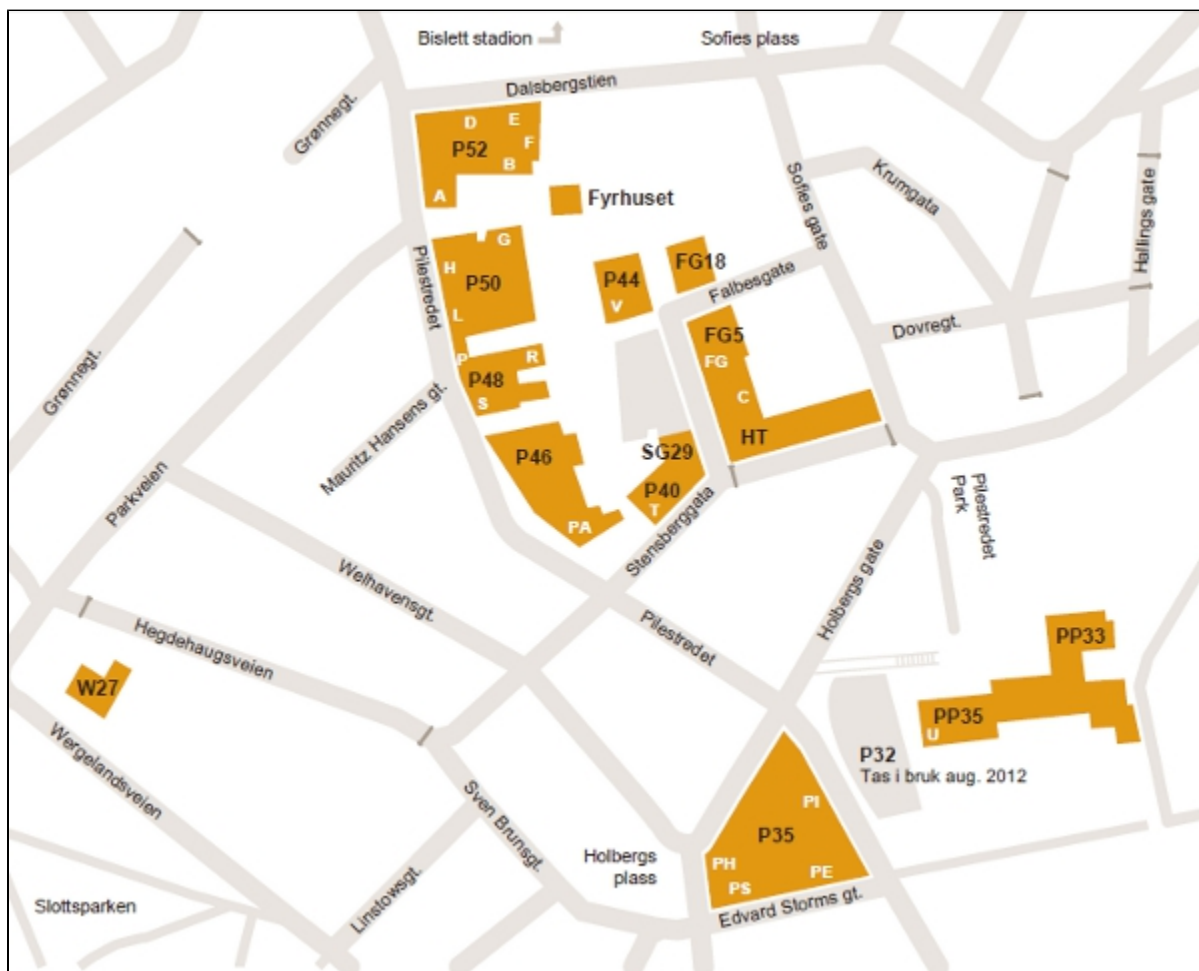 Bislett stadion
Sofies plass
Dalsbergstien
Grønnegt.
D
E
F
P52
B
A
Fyrhuset
Krumgata
Sofies gate
Hallings gate
Pilestredet
G
H
P50
L
P44
V
FG18
Falbesgate
Dovregt.
FG5
FG
C
HT
P
R
P48
S
Grønnegt.
Mauritz Hansens gt.
P46
PA
SG29
P40
T
Parkveien
Stensberggata
Pilestredet
Park
Welhavensgt.
Holbergs gate
Pilestredet
Hegdehaugsveien
W27
PP33
PP35
U
P32
Tas i bruk aug. 2012
Wergelandsveien
Sven Brunsgt.
PI
P35
PH
PS
PE
Holbergs
plass
Linstowsgt.
Edvard Storms gt.
Slottsparken